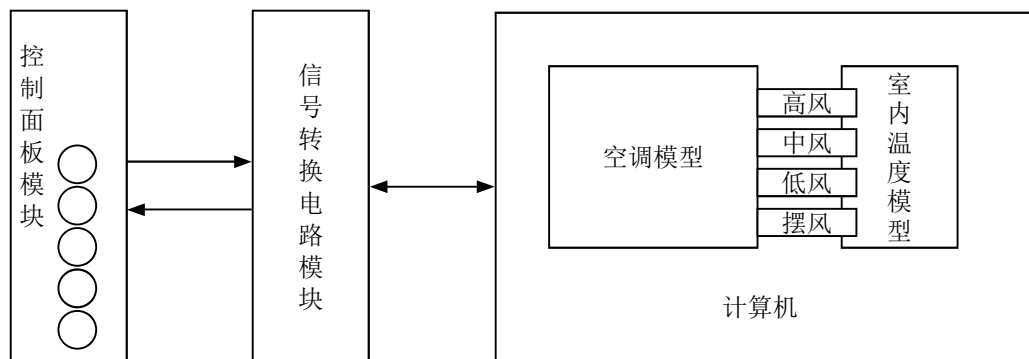 控制面板模块
信号转换电路模块
空调模型
高风
中风
低风
摆风
室内温度模型
计算机